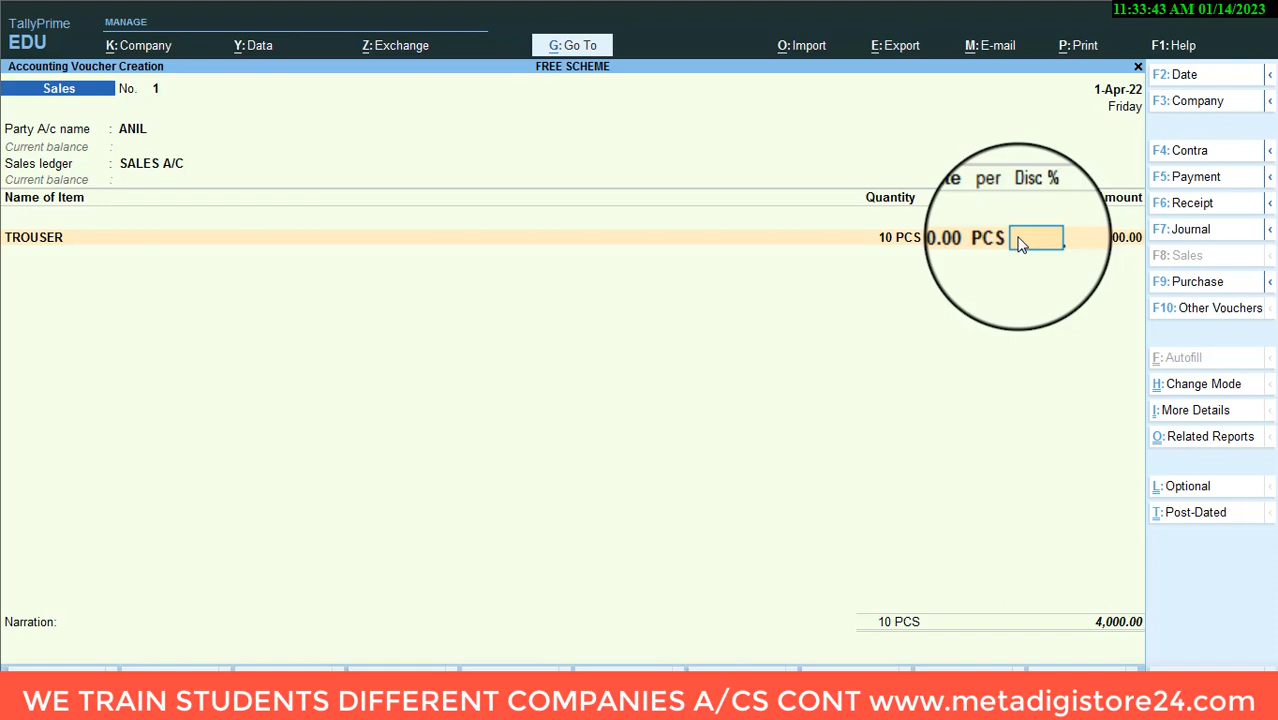 11:33:43 AM 01/14/2023
TallyPrime
EDU
MANAGE
K: Company
Y: Data
Z: Exchange
G: Go To
O: Import
E: Export
M: E-mail
P: Print
F1: Help
Accounting Voucher Creation
FREE SCHEME
×
Sales
No. 1
1-Apr-22
Friday
Party A/c name : ANIL
Current balance :
Sales ledger : SALES A/C
Current balance :
Name of Item
Quantity
te per Disc %
mount
TROUSER
10 PCS
0.00 PCS
00.00
Narration:
10 PCS
4,000.00
F2: Date
F3: Company
F4: Contra
F5: Payment
F6: Receipt
F7: Journal
F8: Sales
F9: Purchase
F10: Other Vouchers
F: Autofill
H: Change Mode
I: More Details
O: Related Reports
L: Optional
T: Post-Dated
WE TRAIN STUDENTS DIFFERENT COMPANIES A/CS CONT www.metadigistore24.com